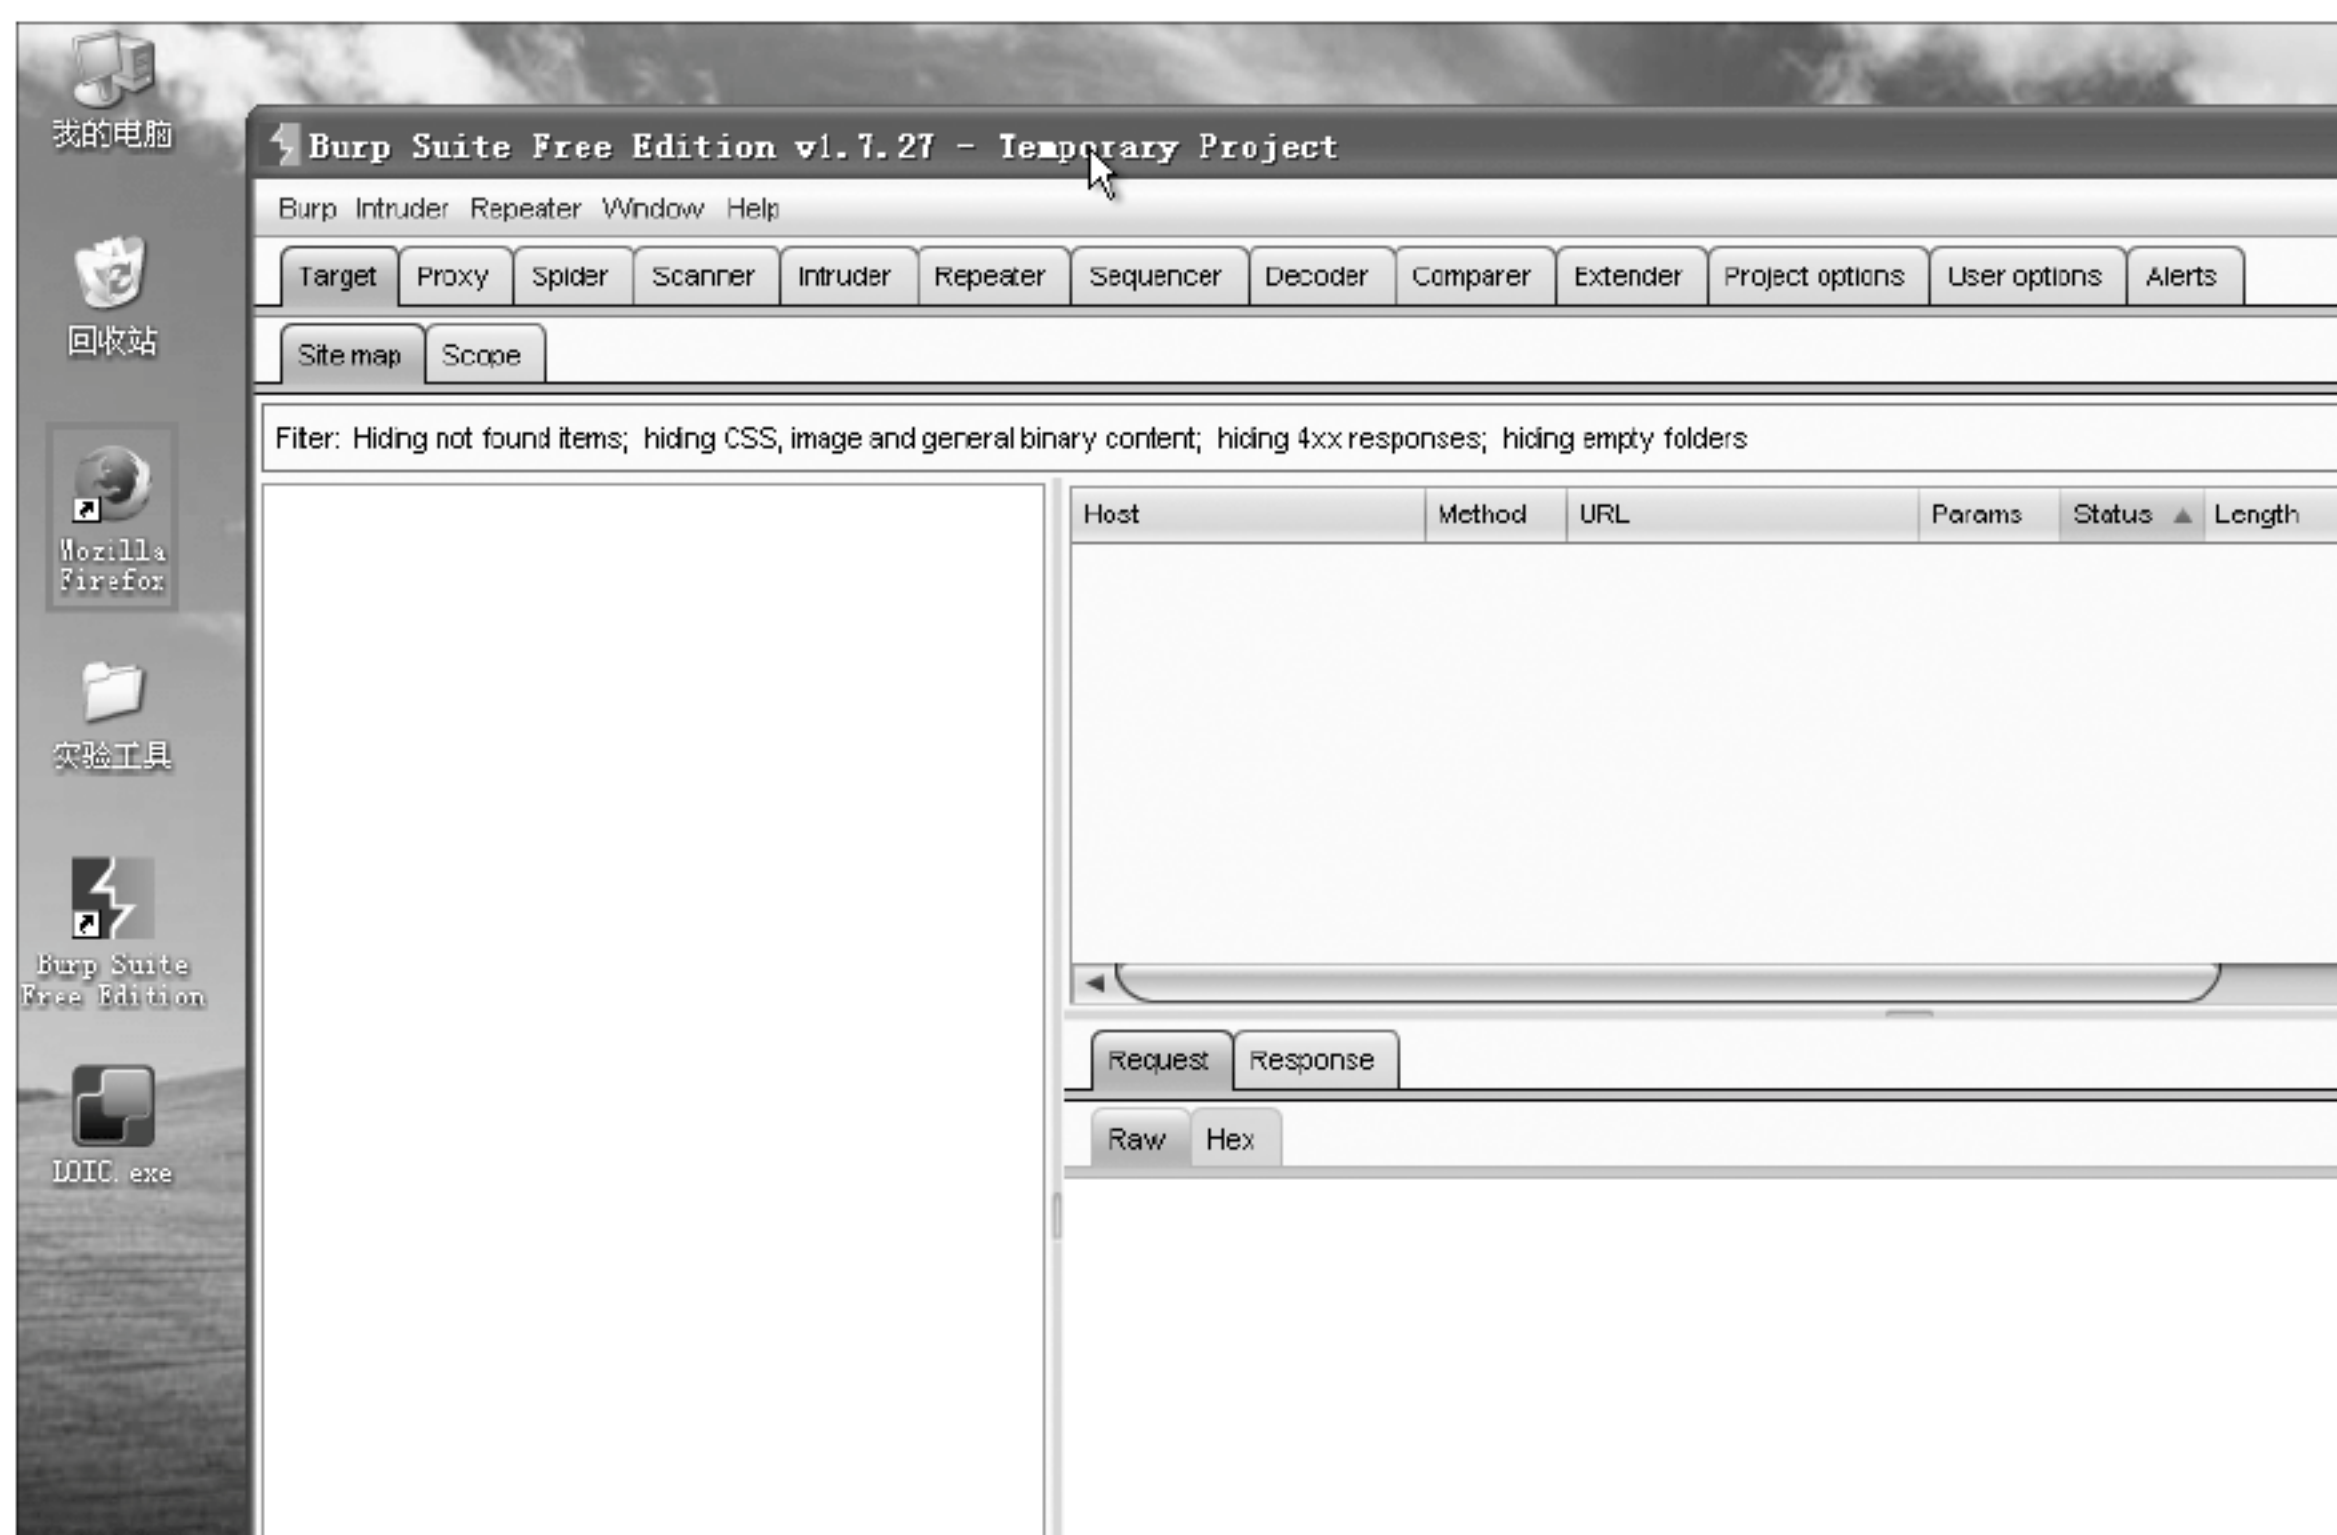 我的电脑
回收站
Mozilla
Firefox
实验工具
Burp Suite
Free Edition
LOIC.exe
Burp Suite Free Edition v1.7.27 - Temporary Project
Burp Intruder Repeater Window Help
Target Proxy Spider Scanner Intruder Repeater Sequencer Decoder Comparer Extender Project options User options Alerts
Site map Scope
Filter: Hiding not found items; hiding CSS, image and general binary content; hiding 4xx responses; hiding empty folders
Host Method URL Params Status Length
Request Response
Raw Hex